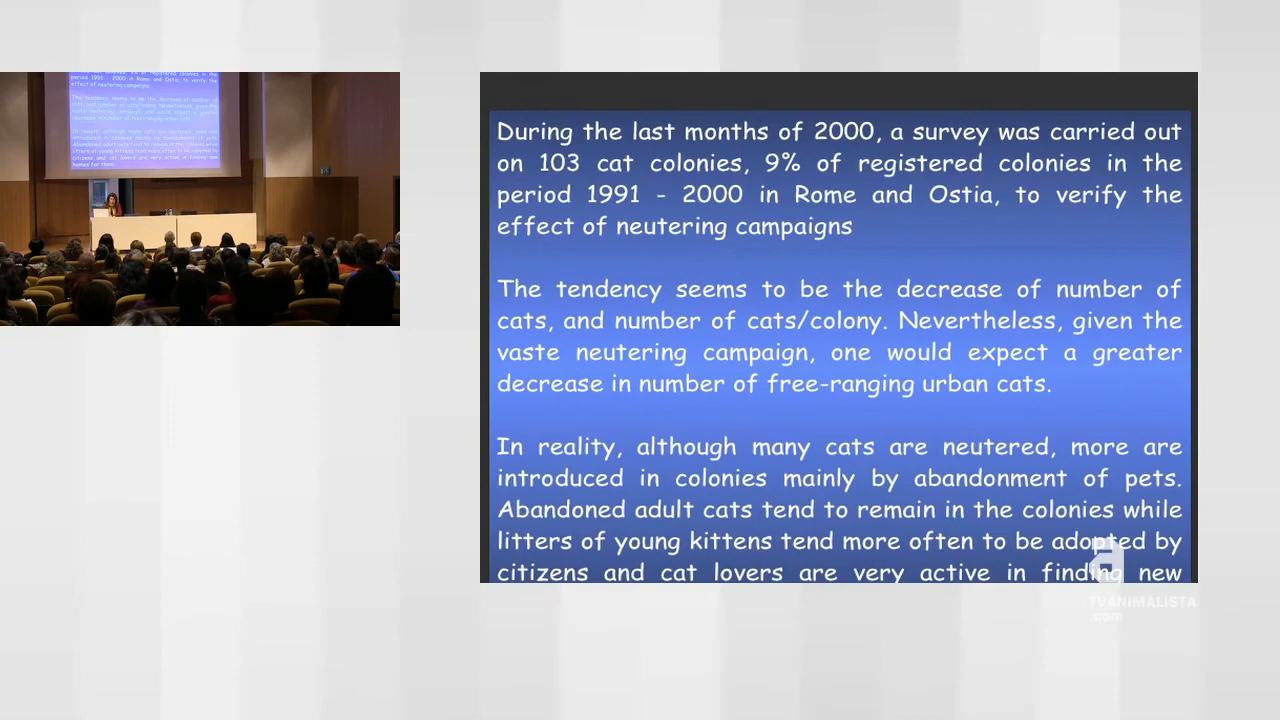 During the last months of 2000, a survey was carried out
on 103 cat colonies, 9% of registered colonies in the
period 1991 - 2000 in Rome and Ostia, to verify the
effect of neutering campaigns
The tendency seems to be the decrease of number of
cats, and number of cats/colony. Nevertheless, given the
vaste neutering campaign, one would expect a greater
decrease in number of free-ranging urban cats.
In reality, although many cats are neutered, more are
introduced in colonies mainly by abandonment of pets.
Abandoned adult cats tend to remain in the colonies while
litters of young kittens tend more often to be adopted by
citizens and cat lovers are very active in finding new
TVANIMALISTA
.com